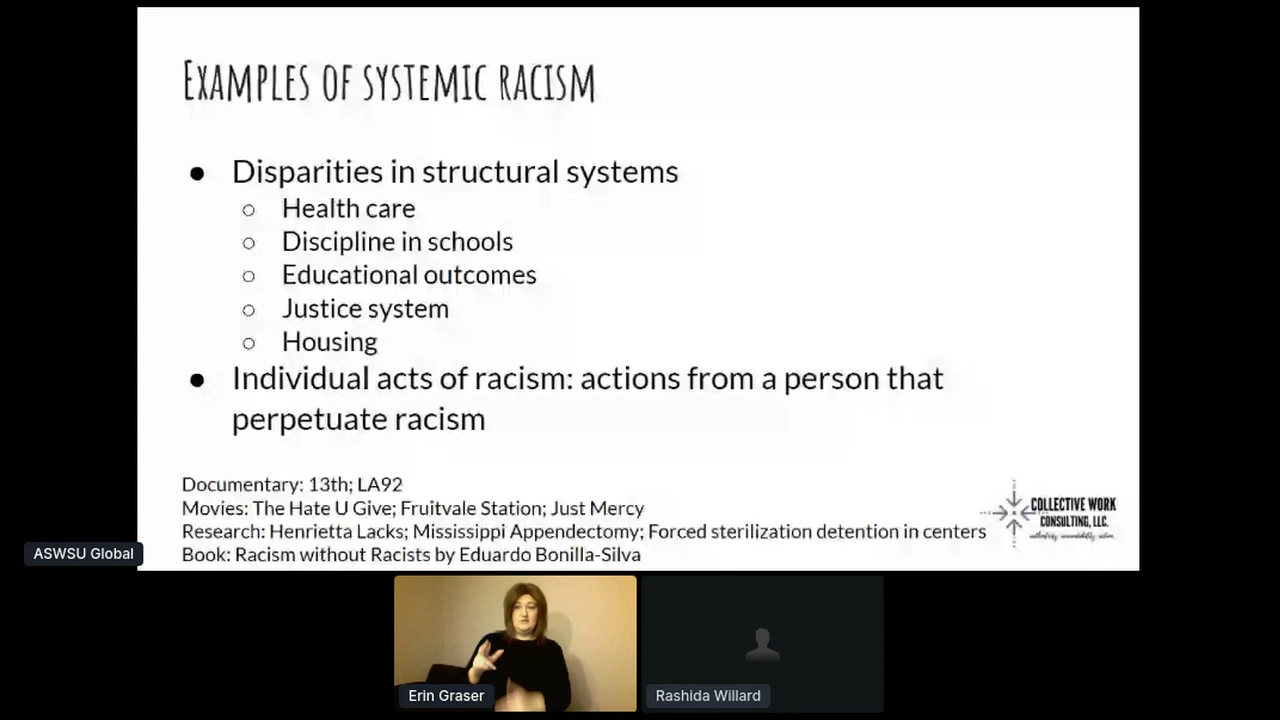 Examples of systemic racism
● Disparities in structural systems
○ Health care
○ Discipline in schools
○ Educational outcomes
○ Justice system
○ Housing
● Individual acts of racism: actions from a person that
perpetuate racism
Documentary: 13th; LA92
Movies: The Hate U Give; Fruitvale Station; Just Mercy
Research: Henrietta Lacks; Mississippi Appendectomy; Forced sterilization detention in centers
Book: Racism without Racists by Eduardo Bonilla-Silva
COLLECTIVE WORK
CONSULTING, LLC.
ASWSU Global
Erin Graser
Rashida Willard